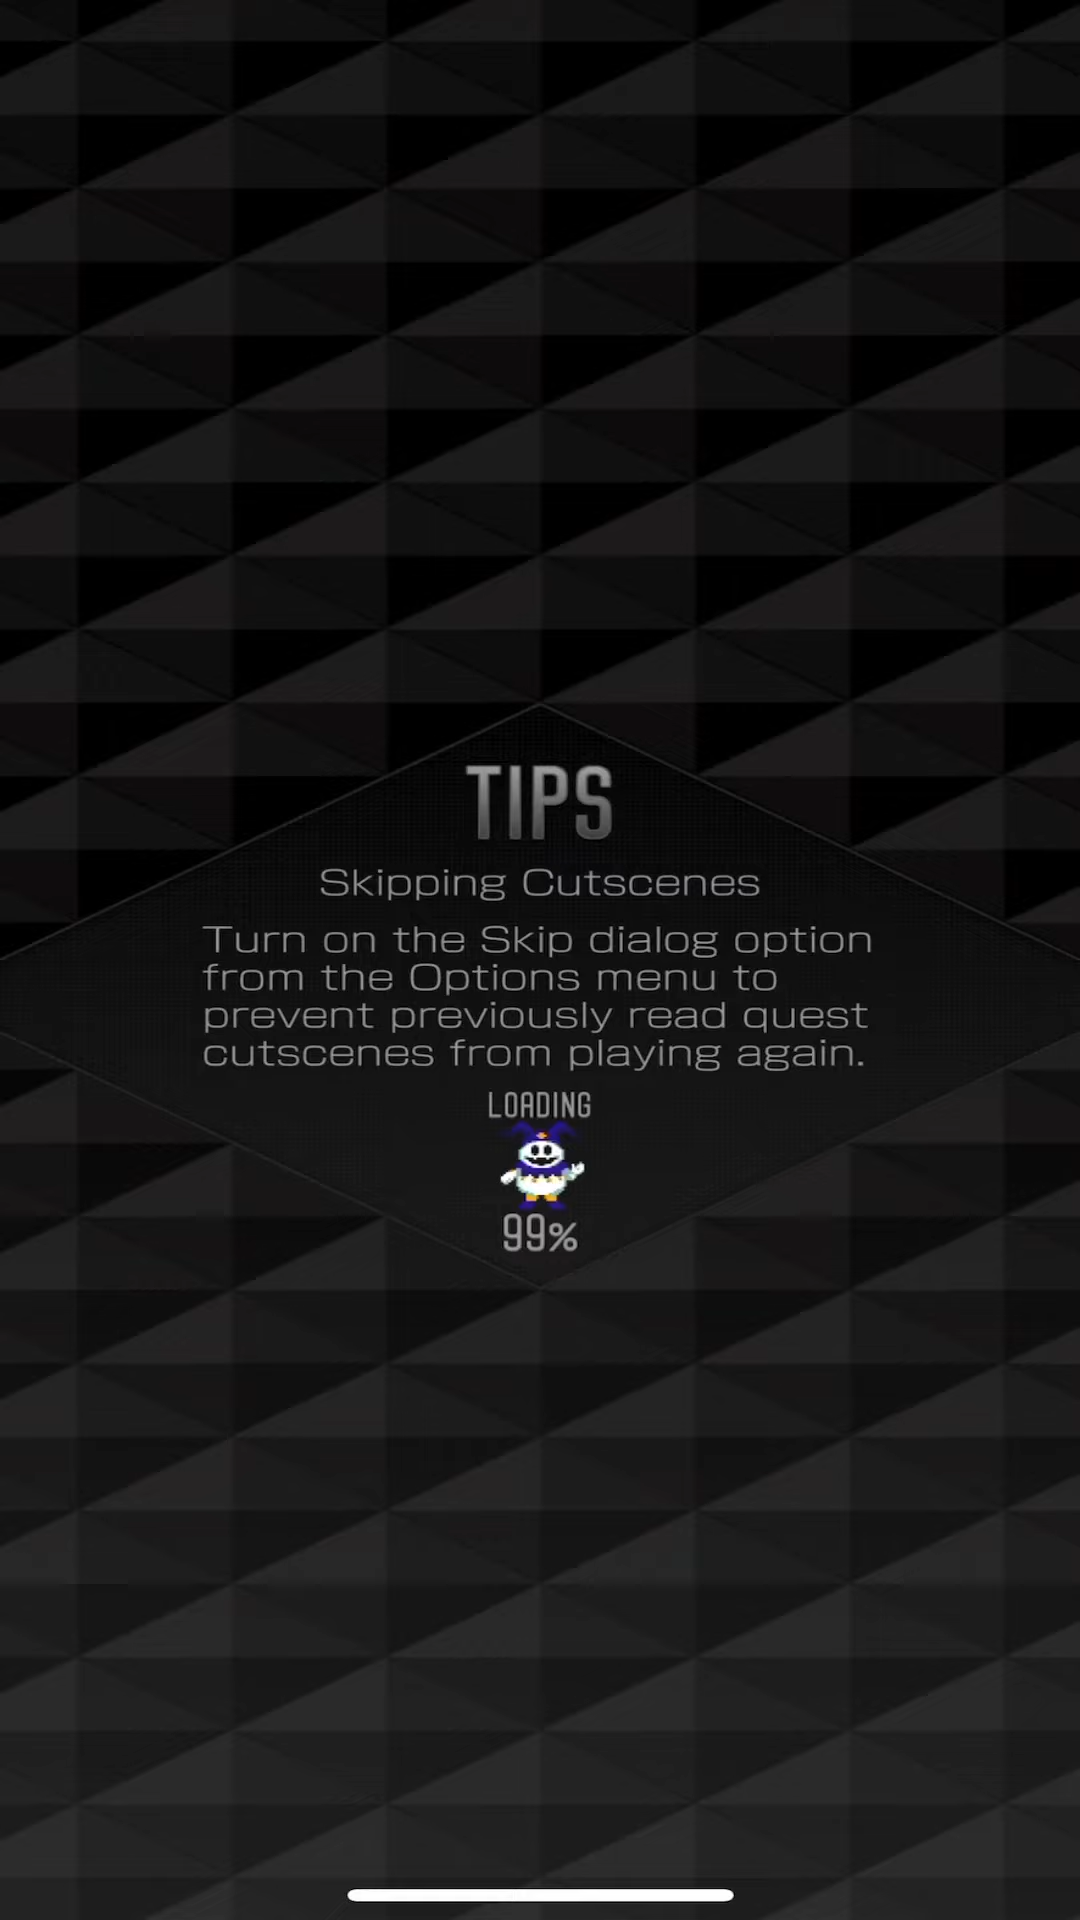 TIPS
Skipping Cutscenes
Turn on the Skip dialog option
from the Options menu to
prevent previously read quest
cutscenes from playing again.
LOADING
99%